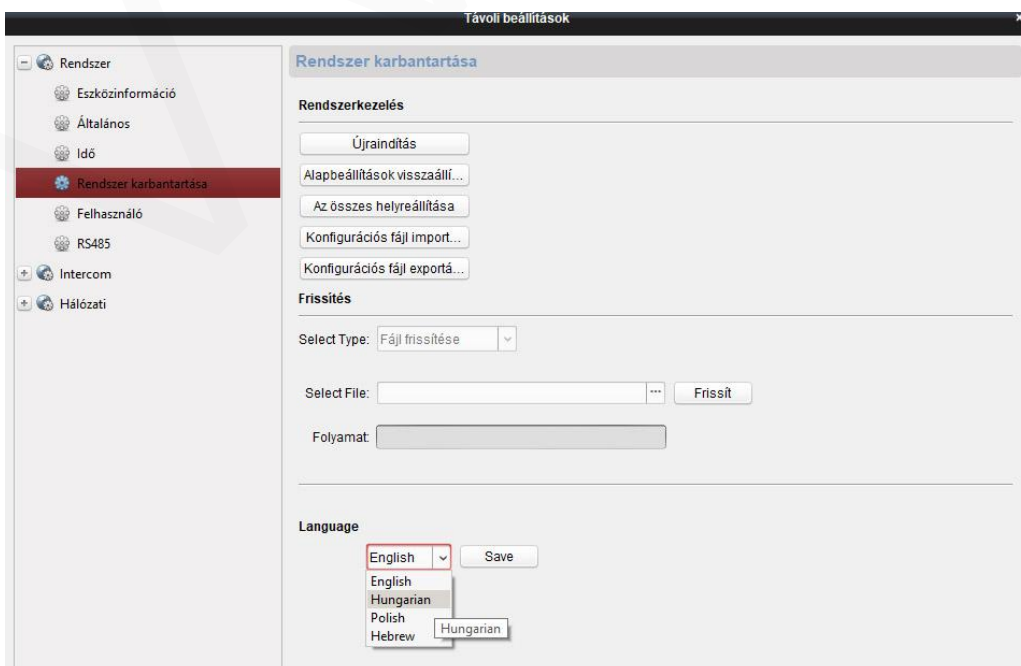 Távoli beállítások
×
Rendszer
Eszközinformáció
Általános
Idő
Rendszer karbantartása
Felhasználó
RS485
Intercom
Hálózati
Rendszer karbantartása
Rendszerkezelés
Újraindítás
Alapbeállítások visszaállí...
Az összes helyreállítása
Konfigurációs fájl import...
Konfigurációs fájl exportá...
Frissítés
Select Type: Fájl frissítése
Select File: ... Frissít
Folyamat:
Language
English Save
English
Hungarian
Polish
Hebrew
Hungarian